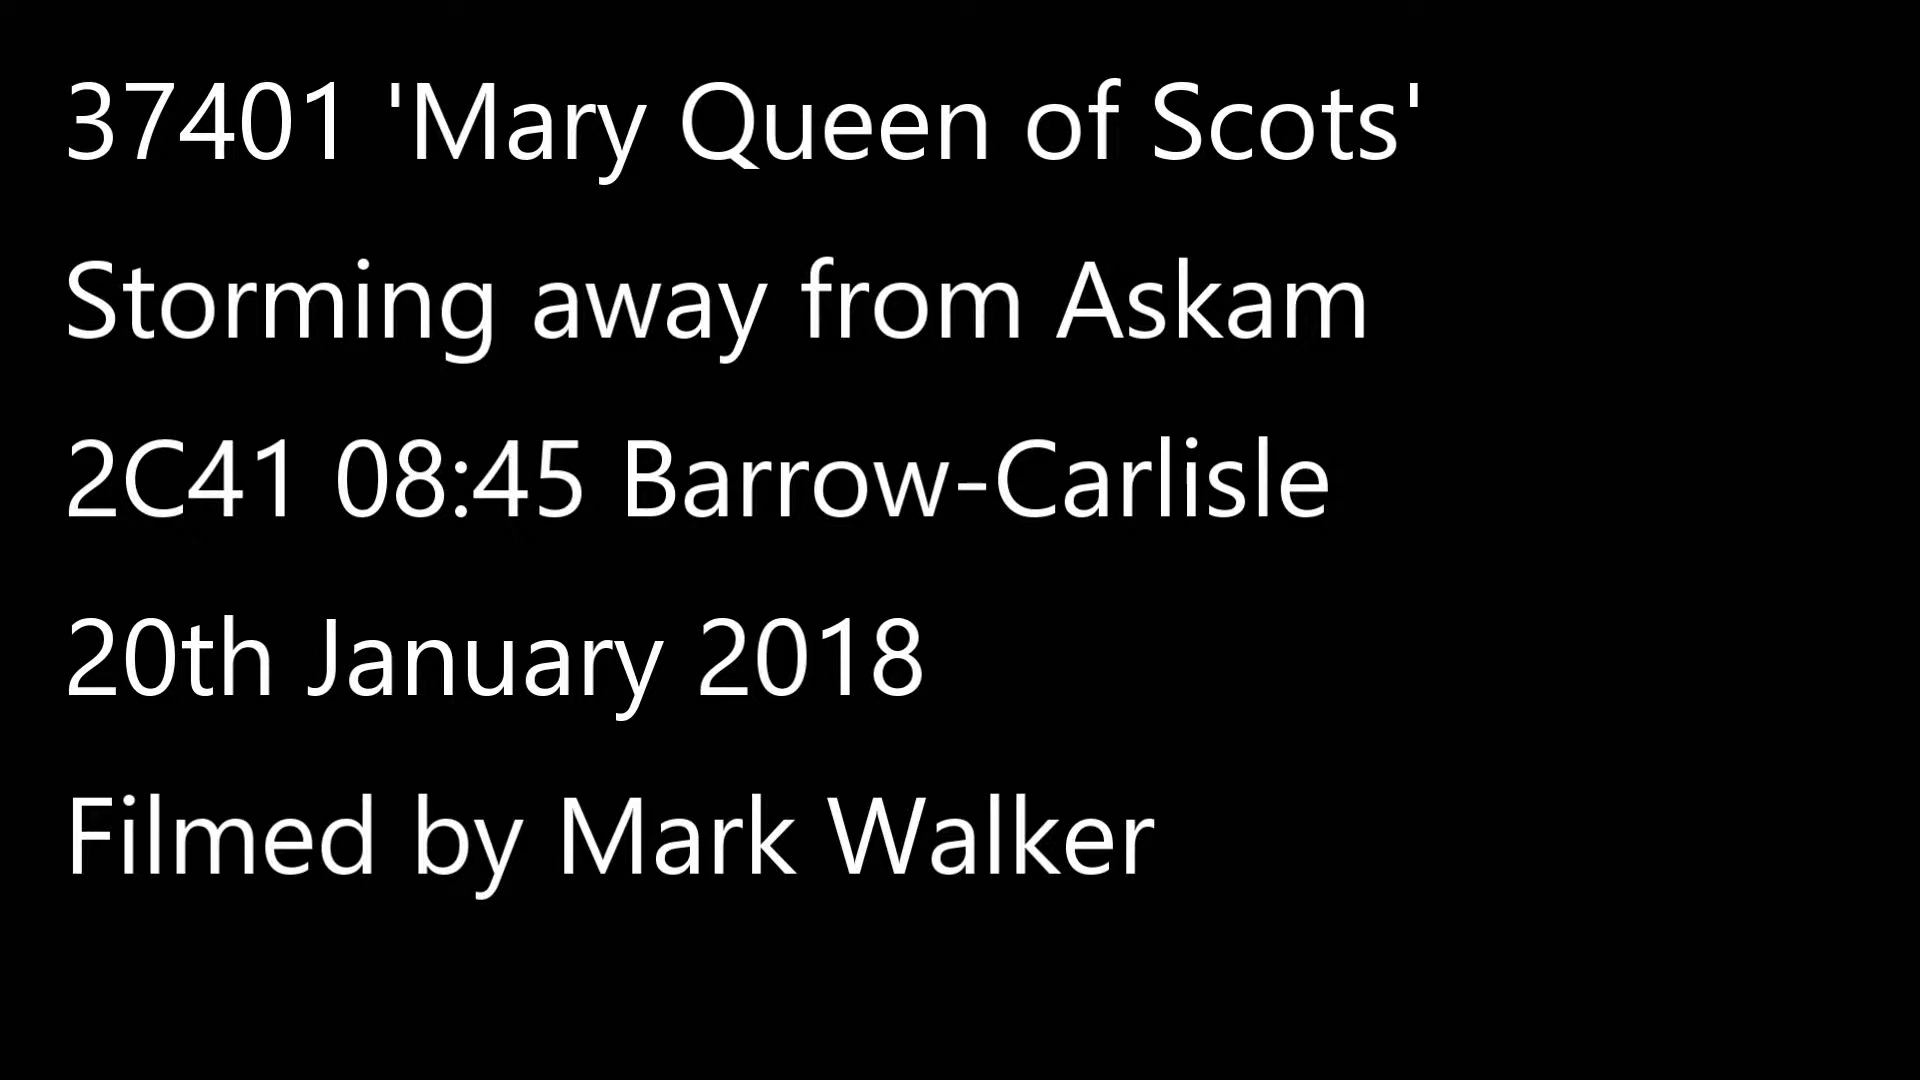 37401 'Mary Queen of Scots'
Storming away from Askam
2C41 08:45 Barrow-Carlisle
20th January 2018
Filmed by Mark Walker